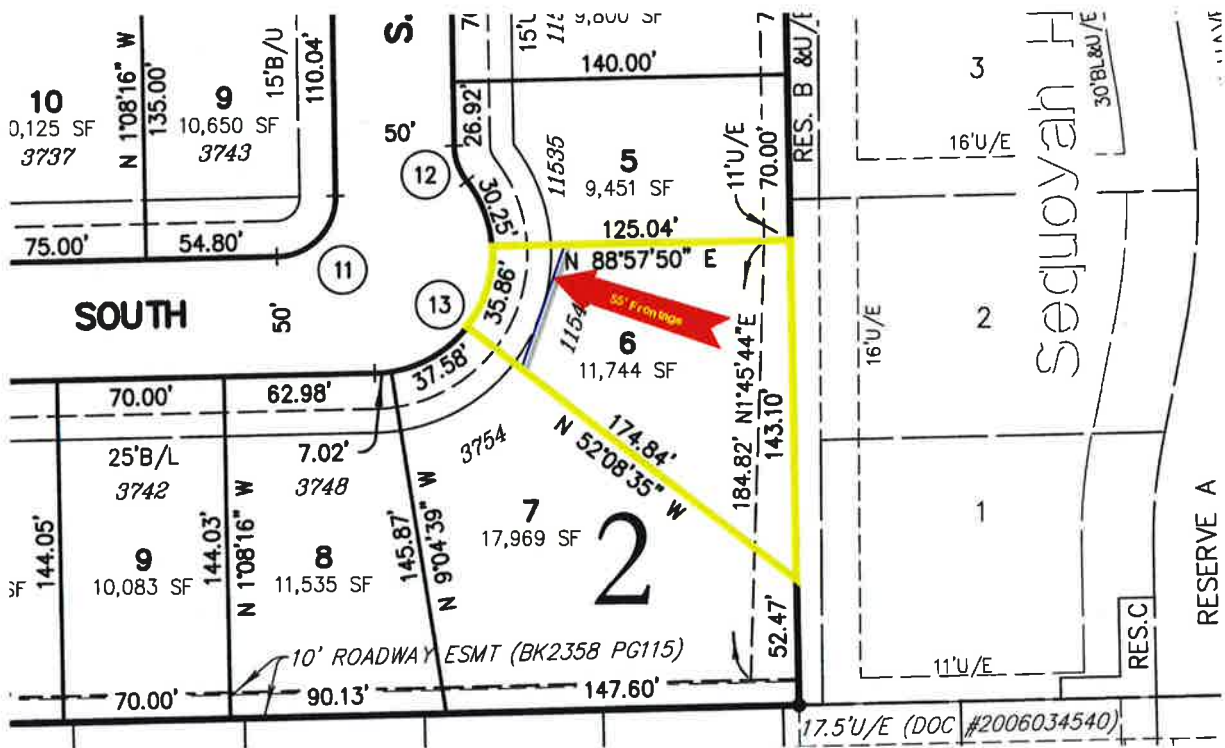 10
0,125 SF
3737
N 1°08'16" W
135.00'
9
10,650 SF
3743
15'B/U
110.04'
S.
50'
26.92'
15'U
9,800 SF
140.00'
7
RES. B &U/E
3
16'U/E
30'BL&U/E
Sequoyah H
12
30.25'
11535
5
9,451 SF
11'U/E
70.00'
125.04'
N 88°57'50" E
75.00'
54.80'
11
SOUTH
50'
13
35.86'
55' Frontage
1154
6
11,744 SF
184.82' N1°45'44"E
143.10'
16'U/E
2
37.58'
70.00'
62.98'
7.02'
25'B/L
3742
3748
3754
174.84'
N 52°08'35" W
7
17,969 SF
2
1
RESERVE A
SF
144.05'
9
10,083 SF
144.03'
N 1°08'16" W
8
11,535 SF
145.87'
N 9°04'39" W
52.47'
RES.C
10' ROADWAY ESMT (BK2358 PG115)
11'U/E
70.00'
90.13'
147.60'
17.5'U/E (DOC #2006034540)